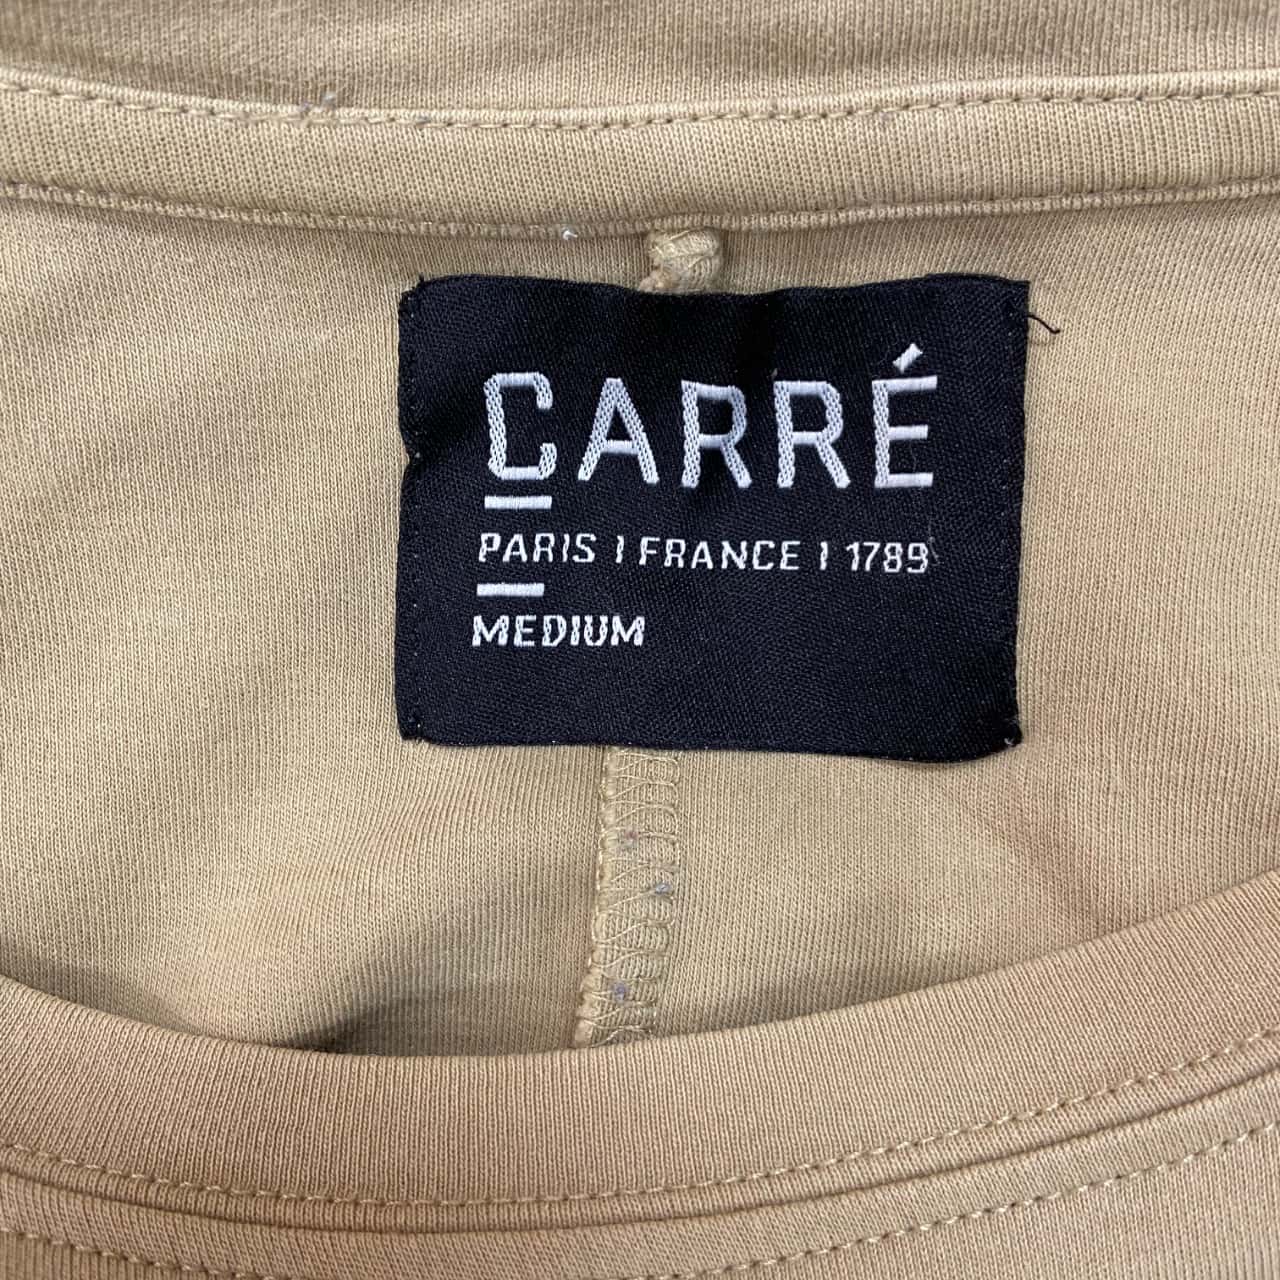 CARRÉ
PARIS | FRANCE | 1789
MEDIUM